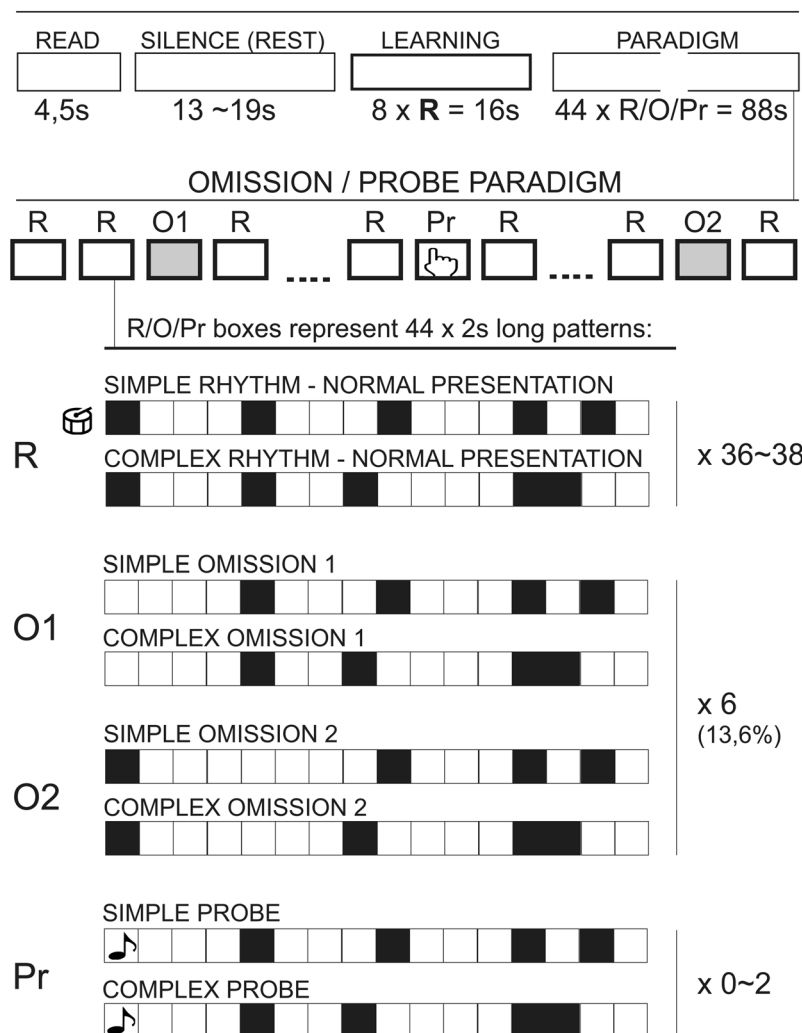 READ SILENCE (REST) LEARNING PARADIGM
4,5s 13 ~19s 8 x R = 16s 44 x R/O/Pr = 88s
OMISSION / PROBE PARADIGM
R R O1 R R Pr R R O2 R
.... ....
R/O/Pr boxes represent 44 x 2s long patterns:
SIMPLE RHYTHM - NORMAL PRESENTATION
R
COMPLEX RHYTHM - NORMAL PRESENTATION
x 36~38
SIMPLE OMISSION 1
O1
COMPLEX OMISSION 1
x 6
(13,6%)
SIMPLE OMISSION 2
O2
COMPLEX OMISSION 2
SIMPLE PROBE
Pr
COMPLEX PROBE
x 0~2